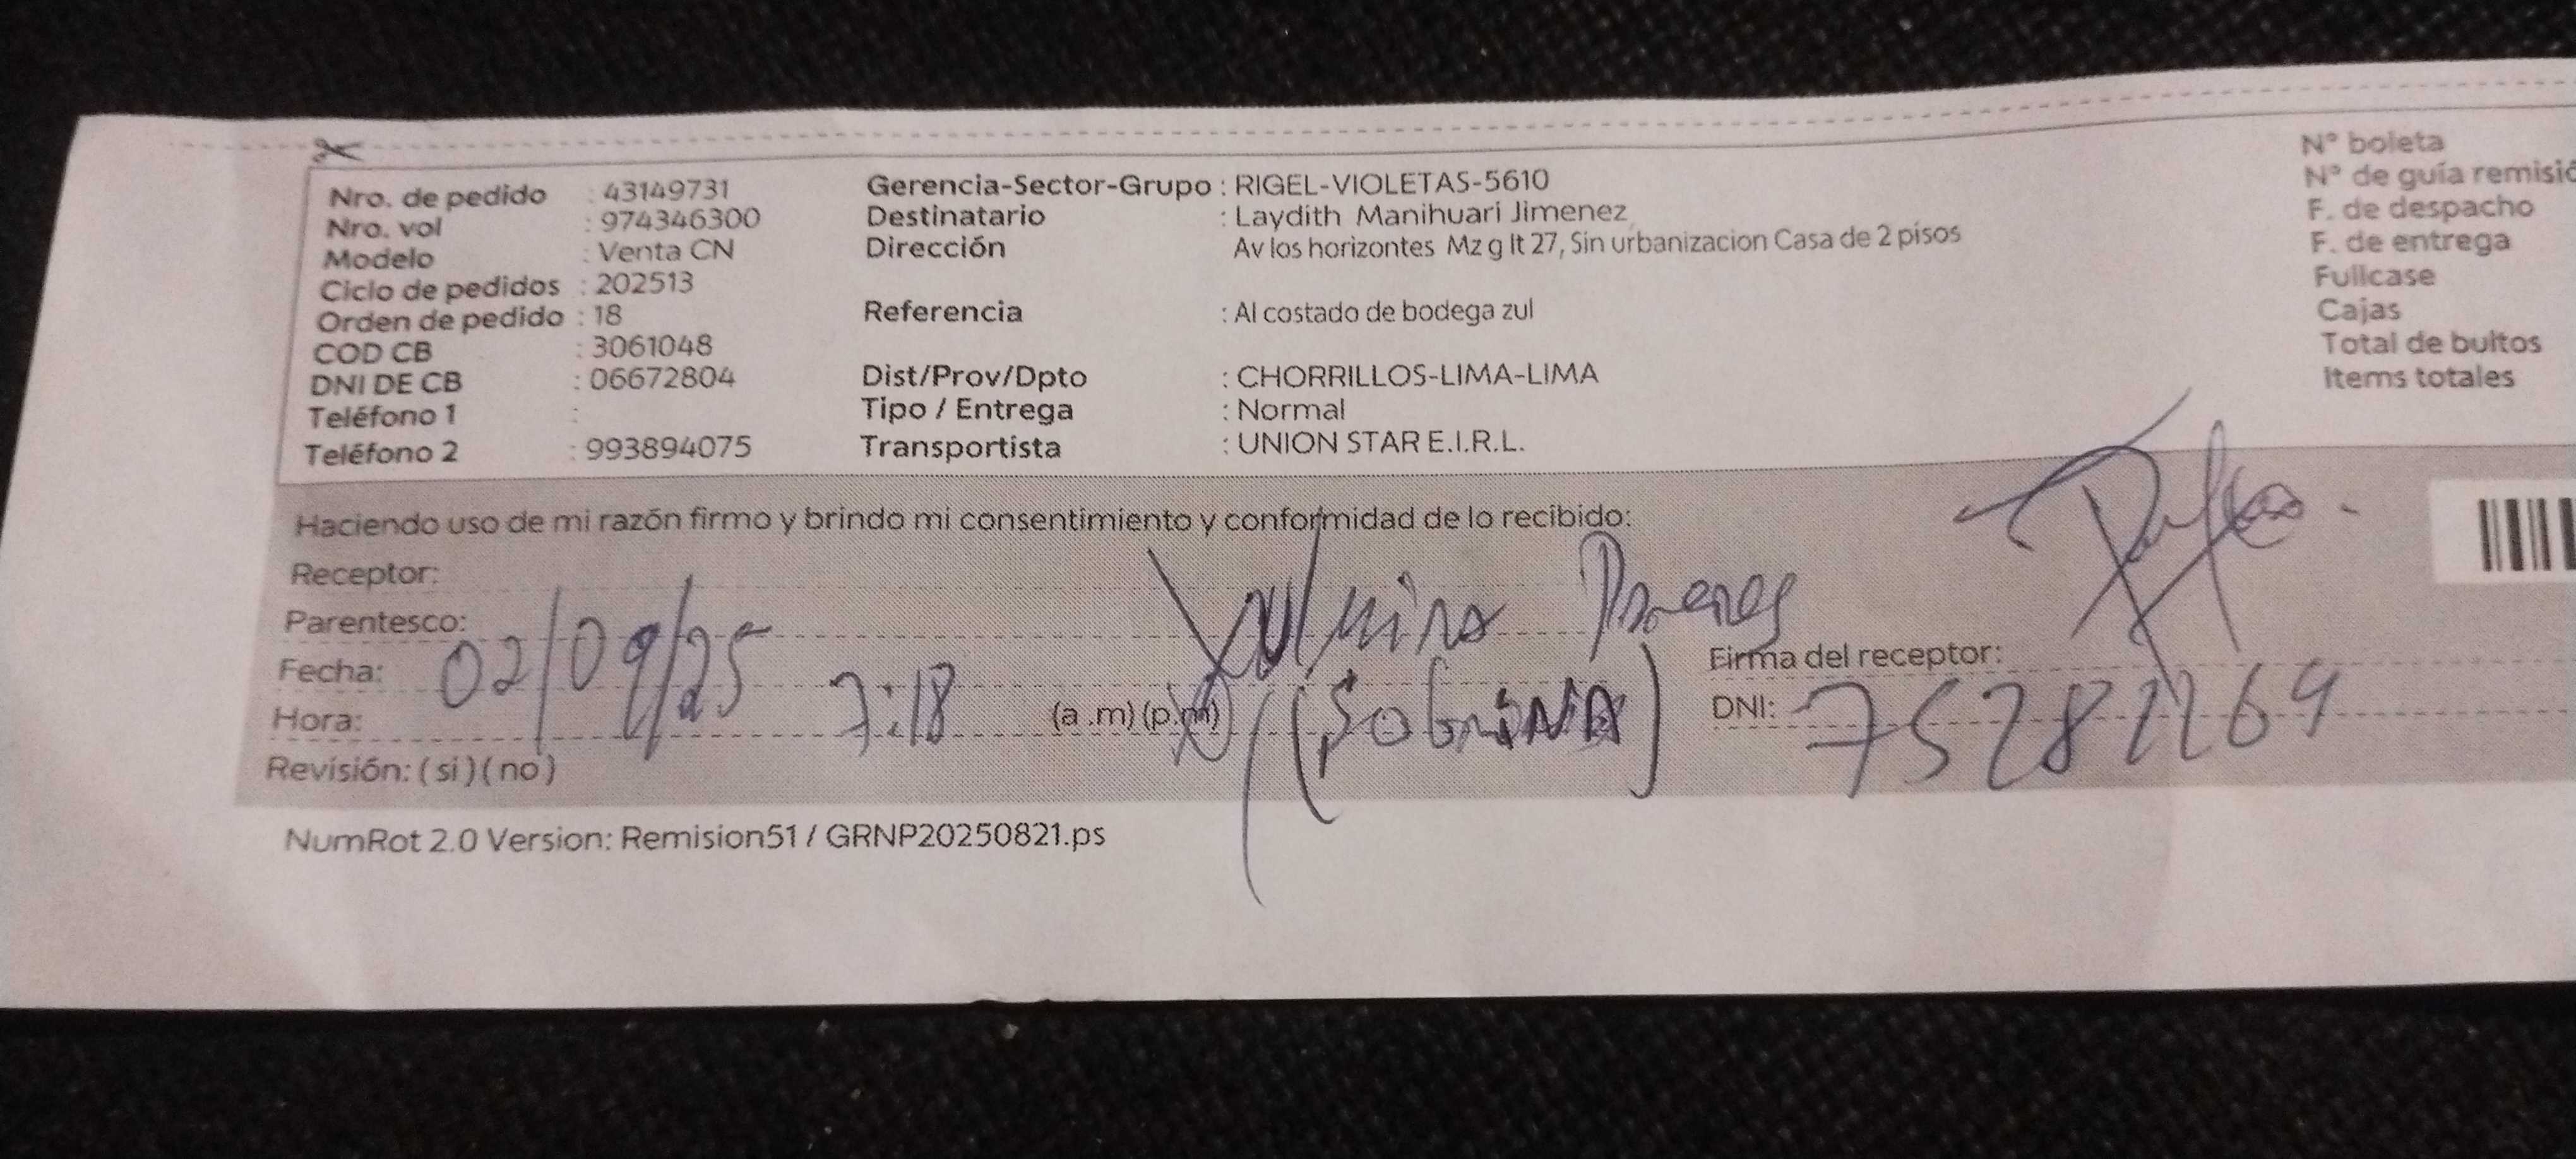 Nro. de pedido : 43149731
Nro. vol : 974346300
Modelo : Venta CN
Ciclo de pedidos : 202513
Orden de pedido : 18
COD CB : 3061048
DNI DE CB : 06672804
Teléfono 1 :
Teléfono 2 : 993894075
Gerencia-Sector-Grupo : RIGEL-VIOLETAS-5610
Destinatario : Laydith Manihuari Jimenez
Dirección Av los horizontes Mz g lt 27, Sin urbanizacion Casa de 2 pisos
Referencia : Al costado de bodega zul
Dist/Prov/Dpto : CHORRILLOS-LIMA-LIMA
Tipo / Entrega : Normal
Transportista : UNION STAR E.I.R.L.
N° boleta
N° de guía remisió
F. de despacho
F. de entrega
Fullcase
Cajas
Total de bultos
Items totales
Haciendo uso de mi razón firmo y brindo mi consentimiento y conformidad de lo recibido:
Receptor:
Parentesco:
Fecha: 02/09/25
Hora: 7:18 (a .m) (p.m)
(SobriNA)
Revisión: ( si ) ( no )
Firma del receptor:
DNI: 75281269
NumRot 2.0 Version: Remision51 / GRNP20250821.ps